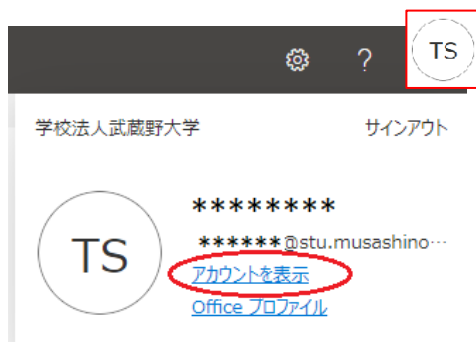 ?
TS
学校法人武蔵野大学 サインアウト
********
TS
******@stu.musashino…
アカウントを表示
Office プロファイル